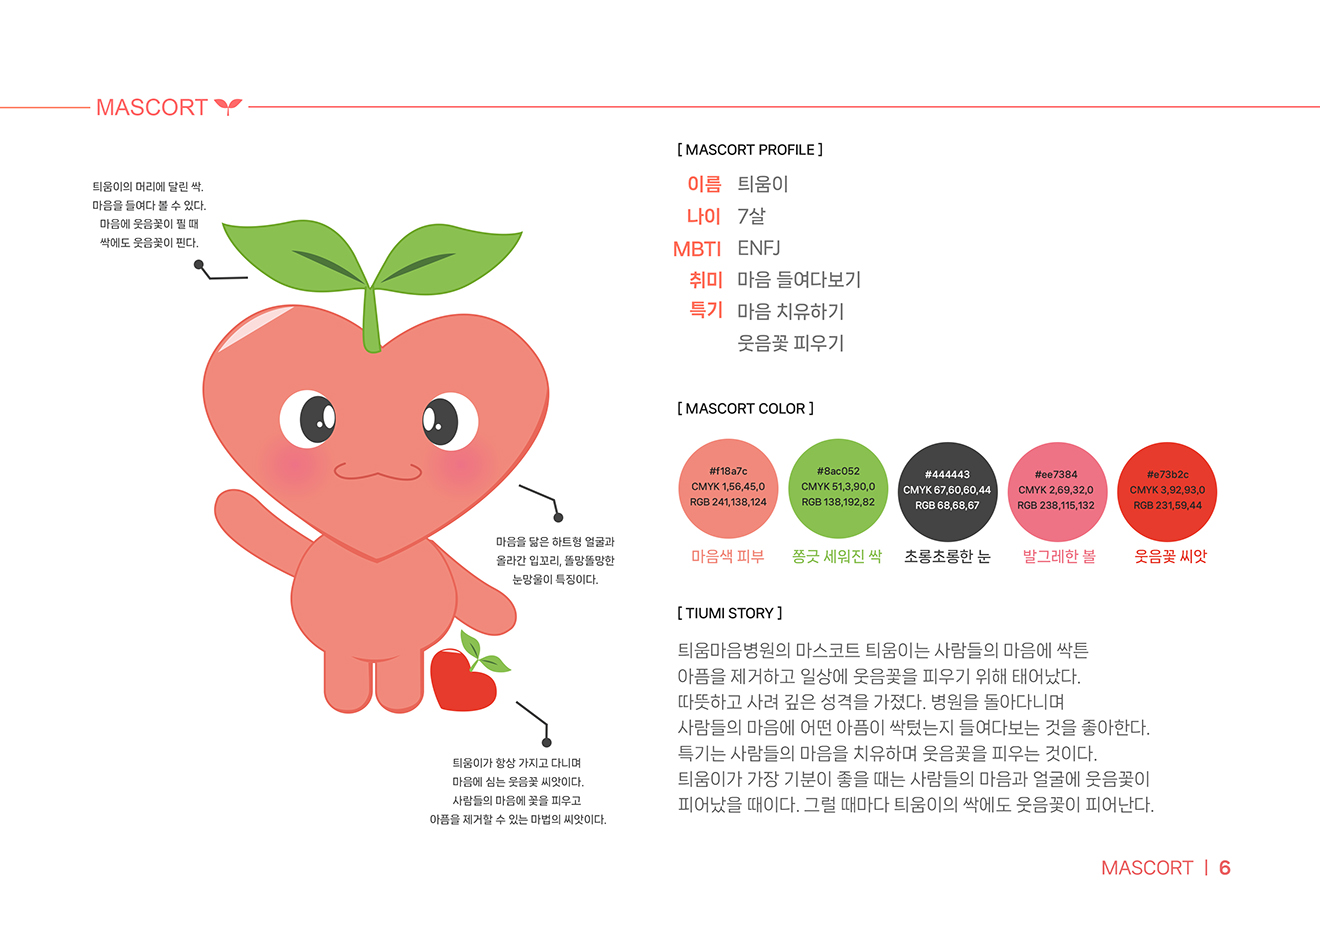 MASCORT
틔움이의 머리에 달린 싹.
마음을 들여다 볼 수 있다.
마음에 웃음꽃이 필 때
싹에도 웃음꽃이 핀다.
마음을 닮은 하트형 얼굴과
올라간 입꼬리, 똘망똘망한
눈망울이 특징이다.
틔움이가 항상 가지고 다니며
마음에 심는 웃음꽃 씨앗이다.
사람들의 마음에 꽃을 피우고
아픔을 제거할 수 있는 마법의 씨앗이다.
[ MASCORT PROFILE ]
이름 틔움이
나이 7살
MBTI ENFJ
취미 마음 들여다보기
특기 마음 치유하기
웃음꽃 피우기
[ MASCORT COLOR ]
#f18a7c
CMYK 1,56,45,0
RGB 241,138,124
마음색 피부
#8ac052
CMYK 51,3,90,0
RGB 138,192,82
쫑긋 세워진 싹
#444443
CMYK 67,60,60,44
RGB 68,68,67
초롱초롱한 눈
#ee7384
CMYK 2,69,32,0
RGB 238,115,132
발그레한 볼
#e73b2c
CMYK 3,92,93,0
RGB 231,59,44
웃음꽃 씨앗
[ TIUMI STORY ]
틔움마음병원의 마스코트 틔움이는 사람들의 마음에 싹튼
아픔을 제거하고 일상에 웃음꽃을 피우기 위해 태어났다.
따뜻하고 사려 깊은 성격을 가졌다. 병원을 돌아다니며
사람들의 마음에 어떤 아픔이 싹텄는지 들여다보는 것을 좋아한다.
특기는 사람들의 마음을 치유하며 웃음꽃을 피우는 것이다.
틔움이가 가장 기분이 좋을 때는 사람들의 마음과 얼굴에 웃음꽃이
피어났을 때이다. 그럴 때마다 틔움이의 싹에도 웃음꽃이 피어난다.
MASCORT | 6